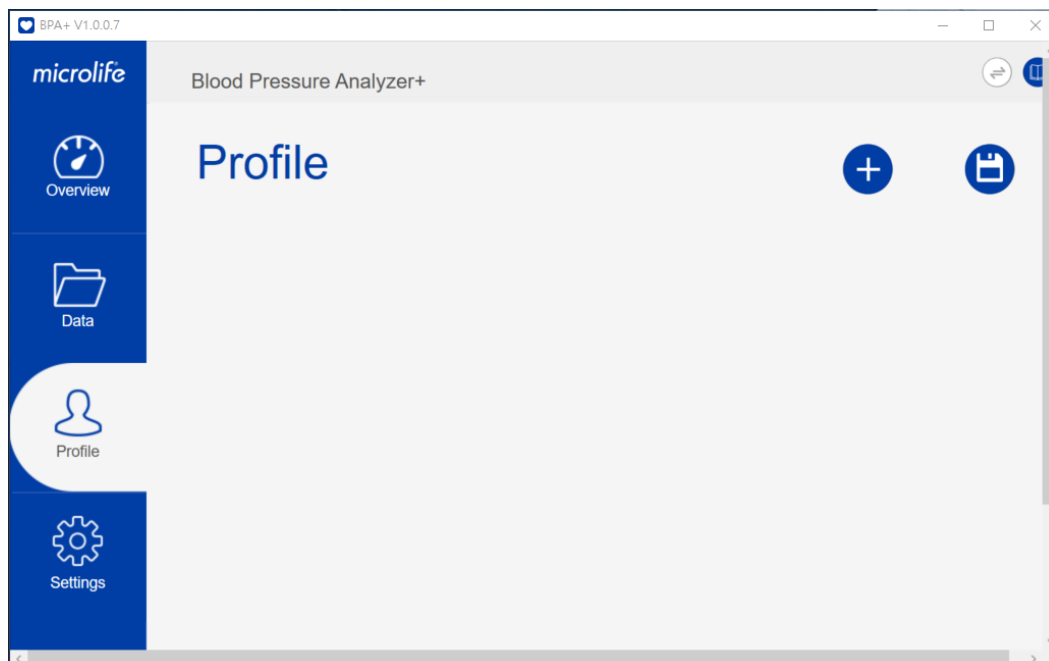 BPA+ V1.0.0.7
microlife
Blood Pressure Analyzer+
Profile
Overview
Data
Profile
Settings